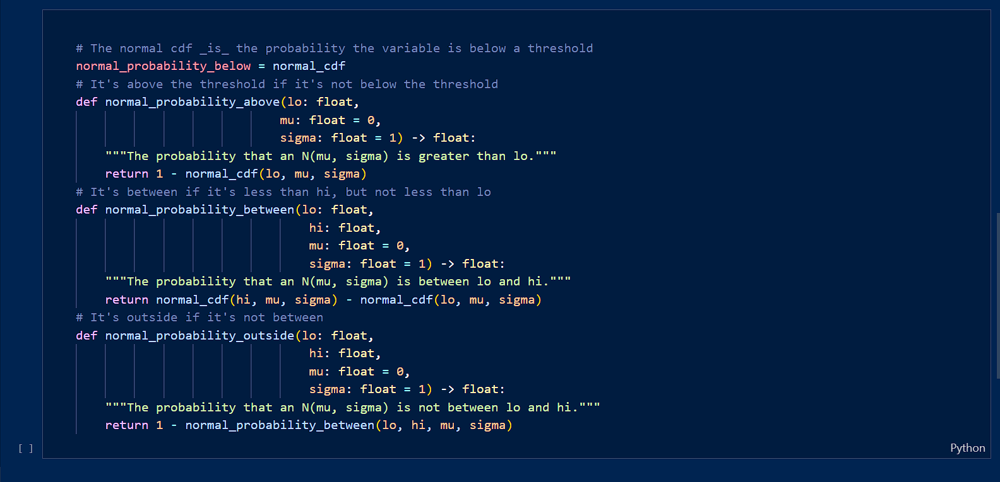 # The normal cdf _is_ the probability the variable is below a threshold
normal_probability_below = normal_cdf
# It's above the threshold if it's not below the threshold
def normal_probability_above(lo: float,
                            mu: float = 0,
                            sigma: float = 1) -> float:
    """The probability that an N(mu, sigma) is greater than lo."""
    return 1 - normal_cdf(lo, mu, sigma)
# It's between if it's less than hi, but not less than lo
def normal_probability_between(lo: float,
                                hi: float,
                                mu: float = 0,
                                sigma: float = 1) -> float:
    """The probability that an N(mu, sigma) is between lo and hi."""
    return normal_cdf(hi, mu, sigma) - normal_cdf(lo, mu, sigma)
# It's outside if it's not between
def normal_probability_outside(lo: float,
                                hi: float,
                                mu: float = 0,
                                sigma: float = 1) -> float:
    """The probability that an N(mu, sigma) is not between lo and hi."""
    return 1 - normal_probability_between(lo, hi, mu, sigma)
[ ]
Python